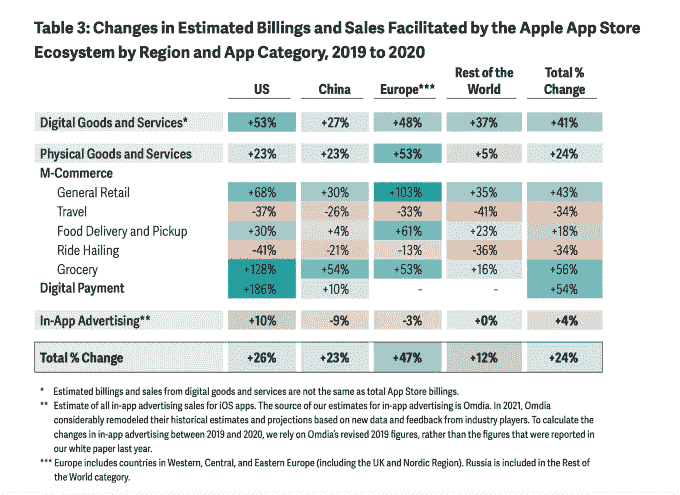 Table 3: Changes in Estimated Billings and Sales Facilitated by the Apple App Store
Ecosystem by Region and App Category, 2019 to 2020
US China Europe*** Rest of the World Total % Change
Digital Goods and Services* +53% +27% +48% +37% +41%
Physical Goods and Services +23% +23% +53% +5% +24%
M-Commerce
General Retail +68% +30% +103% +35% +43%
Travel -37% -26% -33% -41% -34%
Food Delivery and Pickup +30% +4% +61% +23% +18%
Ride Hailing -41% -21% -13% -36% -34%
Grocery +128% +54% +53% +16% +56%
Digital Payment +186% +10% - - +54%
In-App Advertising** +10% -9% -3% +0% +4%
Total % Change +26% +23% +47% +12% +24%
* Estimated billings and sales from digital goods and services are not the same as total App Store billings.
** Estimate of all in-app advertising sales for iOS apps. The source of our estimates for in-app advertising is Omdia. In 2021, Omdia
considerably remodeled their historical estimates and projections based on new data and feedback from industry players. To calculate the
changes in in-app advertising between 2019 and 2020, we rely on Omdia's revised 2019 figures, rather than the figures that were reported in
our white paper last year.
*** Europe includes countries in Western, Central, and Eastern Europe (including the UK and Nordic Region). Russia is included in the Rest of
the World category.